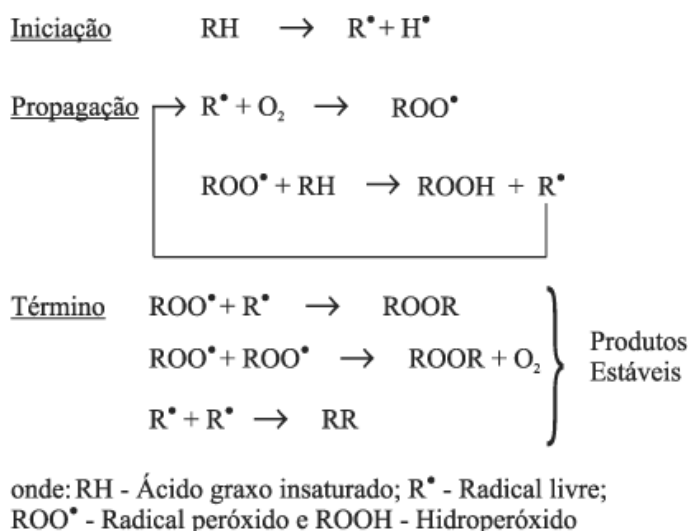 Iniciação RH → R• + H•
Propagação → R• + O₂ → ROO•
ROO• + RH → ROOH + R•
Término ROO• + R• → ROOR
ROO• + ROO• → ROOR + O₂
R• + R• → RR
Produtos
Estáveis
onde: RH - Ácido graxo insaturado; R• - Radical livre;
ROO• - Radical peróxido e ROOH - Hidroperóxido